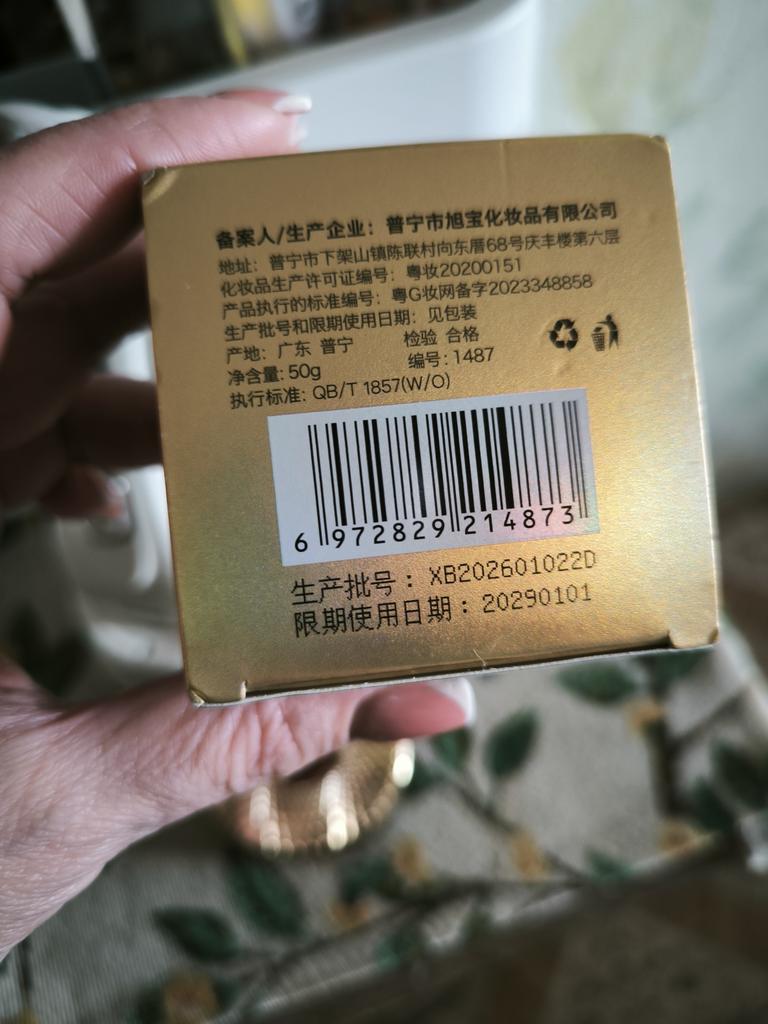 备案人/生产企业：普宁市旭宝化妆品有限公司
地址：普宁市下架山镇陈联村向东厝68号庆丰楼第六层
化妆品生产许可证编号：粤妆20200151
产品执行的标准编号：粤G妆网备字2023348858
生产批号和限期使用日期：见包装
产地：广东 普宁 检验 合格
净含量：50g 编号：1487
执行标准：QB/T 1857(W/O)
6 972829 214873
生产批号：XB202601022D
限期使用日期：20290101